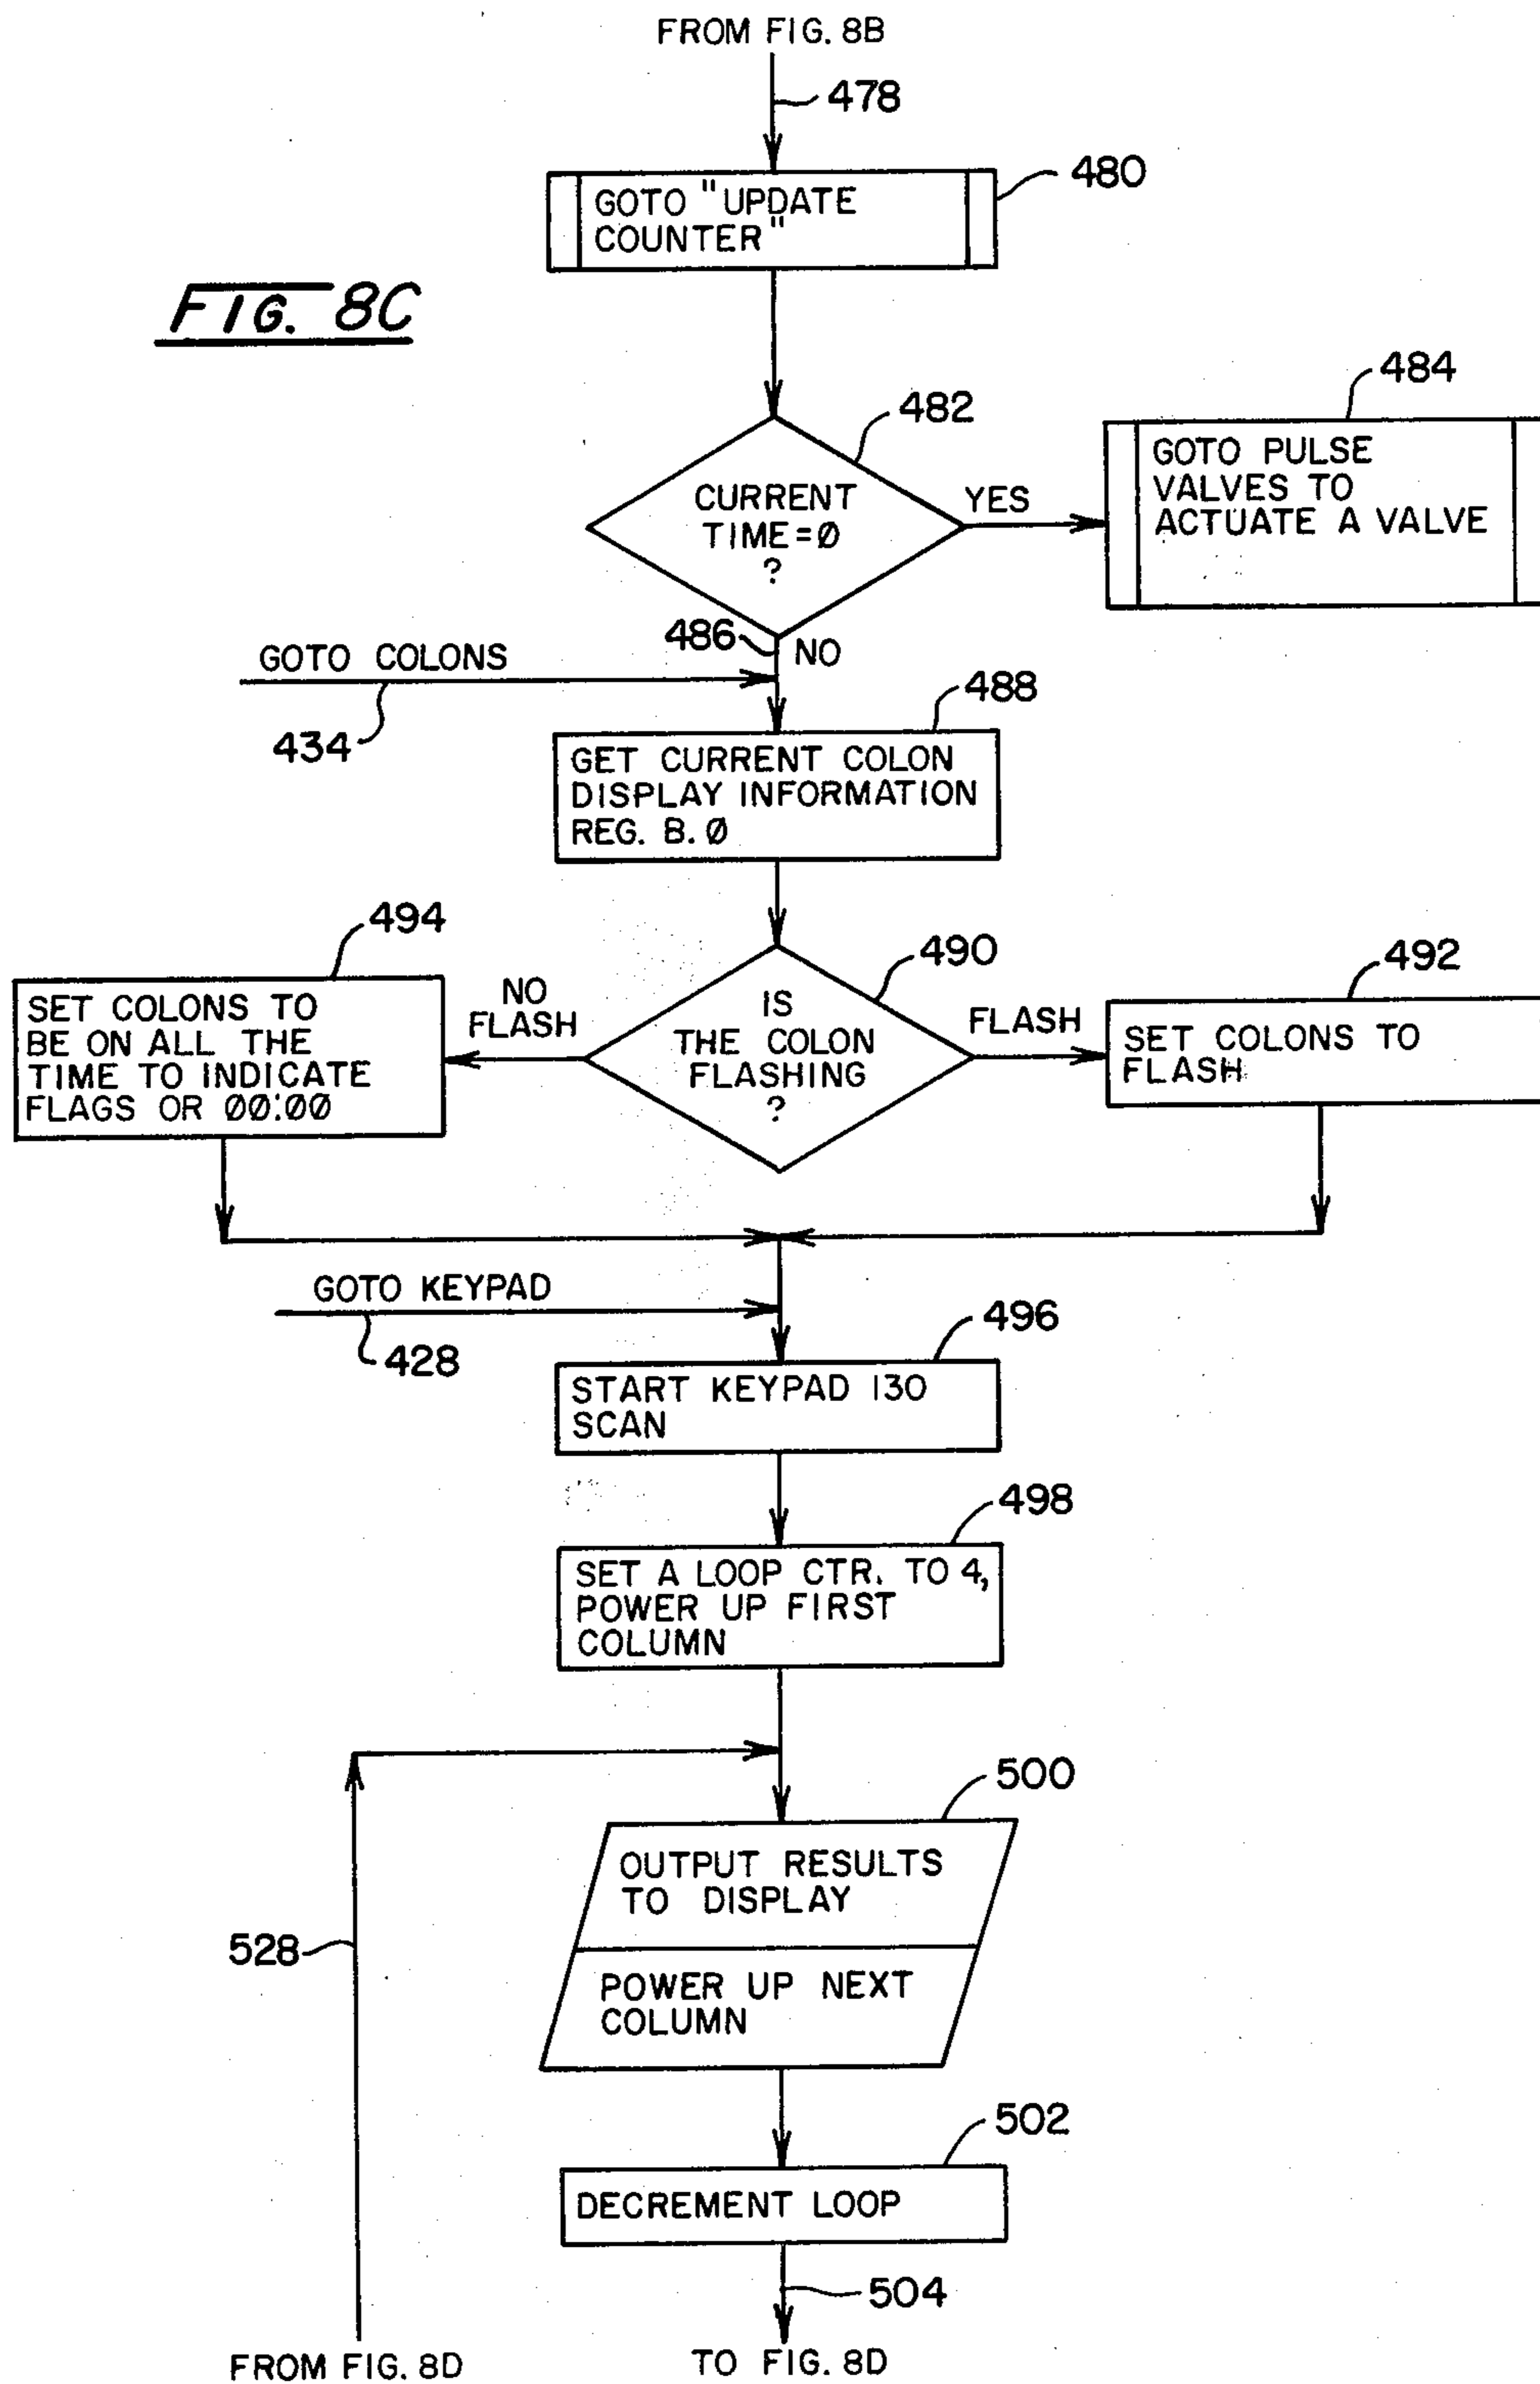 FROM FIG. 8B
478
480
GOTO "UPDATE
COUNTER"
FIG. 8C
484
482
GOTO PULSE
VALVES TO
ACTUATE A VALVE
CURRENT
TIME=Ø
?
YES
486
NO
GOTO COLONS
434
488
GET CURRENT COLON
DISPLAY INFORMATION
REG. B.Ø
494
490
492
SET COLONS TO
BE ON ALL THE
TIME TO INDICATE
FLAGS OR ØØ:ØØ
NO
FLASH
IS
THE COLON
FLASHING
?
FLASH
SET COLONS TO
FLASH
GOTO KEYPAD
428
496
START KEYPAD 130
SCAN
498
SET A LOOP CTR. TO 4,
POWER UP FIRST
COLUMN
500
OUTPUT RESULTS
TO DISPLAY
528
POWER UP NEXT
COLUMN
502
DECREMENT LOOP
504
FROM FIG. 8D
TO FIG. 8D